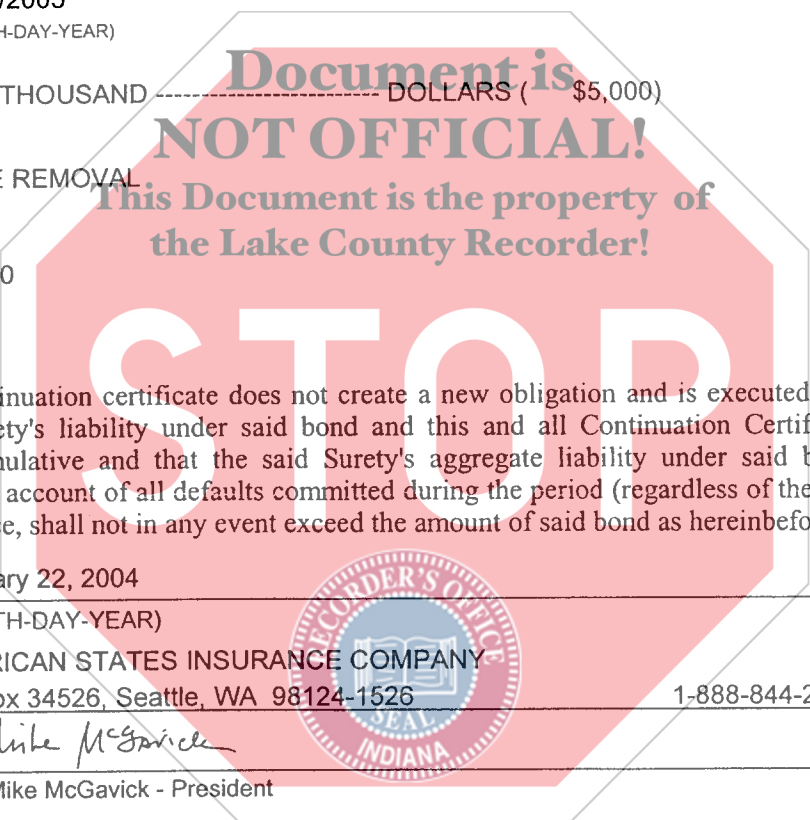 /2005
H-DAY-YEAR)
Document is
THOUSAND ------------------------ DOLLARS ( $5,000)
NOT OFFICIAL!
E REMOVAL
This Document is the property of
the Lake County Recorder!
0
STOP
inuation certificate does not create a new obligation and is executed
ety's liability under said bond and this and all Continuation Certif
nulative and that the said Surety's aggregate liability under said b
account of all defaults committed during the period (regardless of the
ce, shall not in any event exceed the amount of said bond as hereinbefo
ary 22, 2004
TH-DAY-YEAR)
RICAN STATES INSURANCE COMPANY
ox 34526, Seattle, WA 98124-1526 1-888-844-2
RECORDER'S OFFICE
SEAL
INDIANA
Mike McGavick
Mike McGavick - President